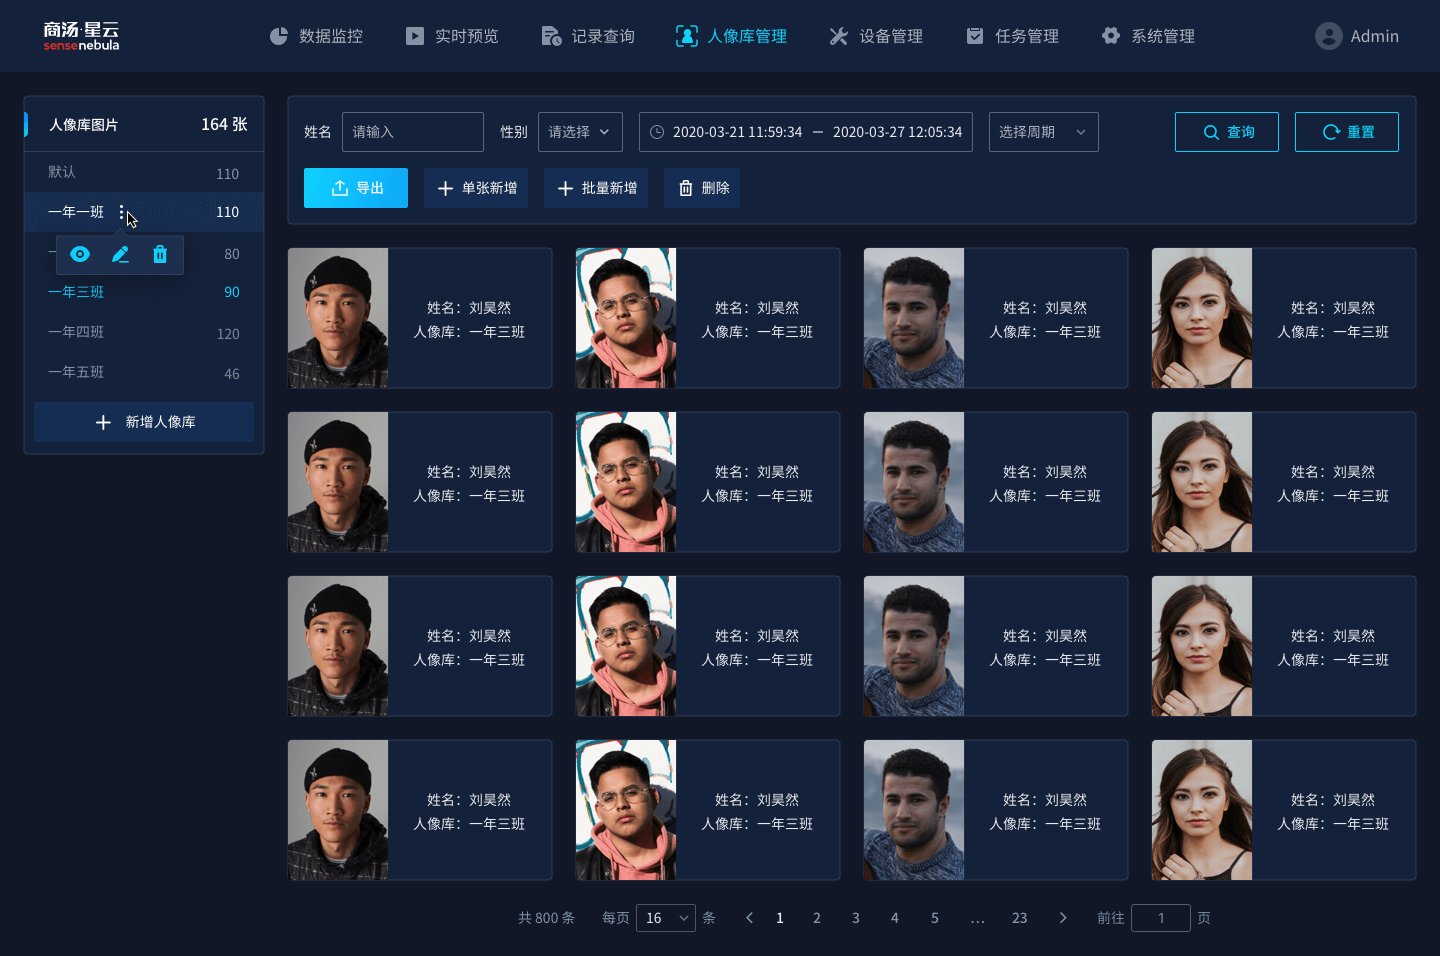 商汤·星云
sensenebula
数据监控
实时预览
记录查询
人像库管理
设备管理
任务管理
系统管理
Admin
人像库图片 164 张
默认 110
一年一班 110
80
一年三班 90
一年四班 120
一年五班 46
新增人像库
姓名 请输入 性别 请选择 2020-03-21 11:59:34 — 2020-03-27 12:05:34 选择周期 查询 重置
导出 单张新增 批量新增 删除
姓名：刘昊然
人像库：一年三班
姓名：刘昊然
人像库：一年三班
姓名：刘昊然
人像库：一年三班
姓名：刘昊然
人像库：一年三班
姓名：刘昊然
人像库：一年三班
姓名：刘昊然
人像库：一年三班
姓名：刘昊然
人像库：一年三班
姓名：刘昊然
人像库：一年三班
姓名：刘昊然
人像库：一年三班
姓名：刘昊然
人像库：一年三班
姓名：刘昊然
人像库：一年三班
姓名：刘昊然
人像库：一年三班
姓名：刘昊然
人像库：一年三班
姓名：刘昊然
人像库：一年三班
姓名：刘昊然
人像库：一年三班
姓名：刘昊然
人像库：一年三班
共 800 条 每页 16 条 1 2 3 4 5 ... 23 前往 1 页